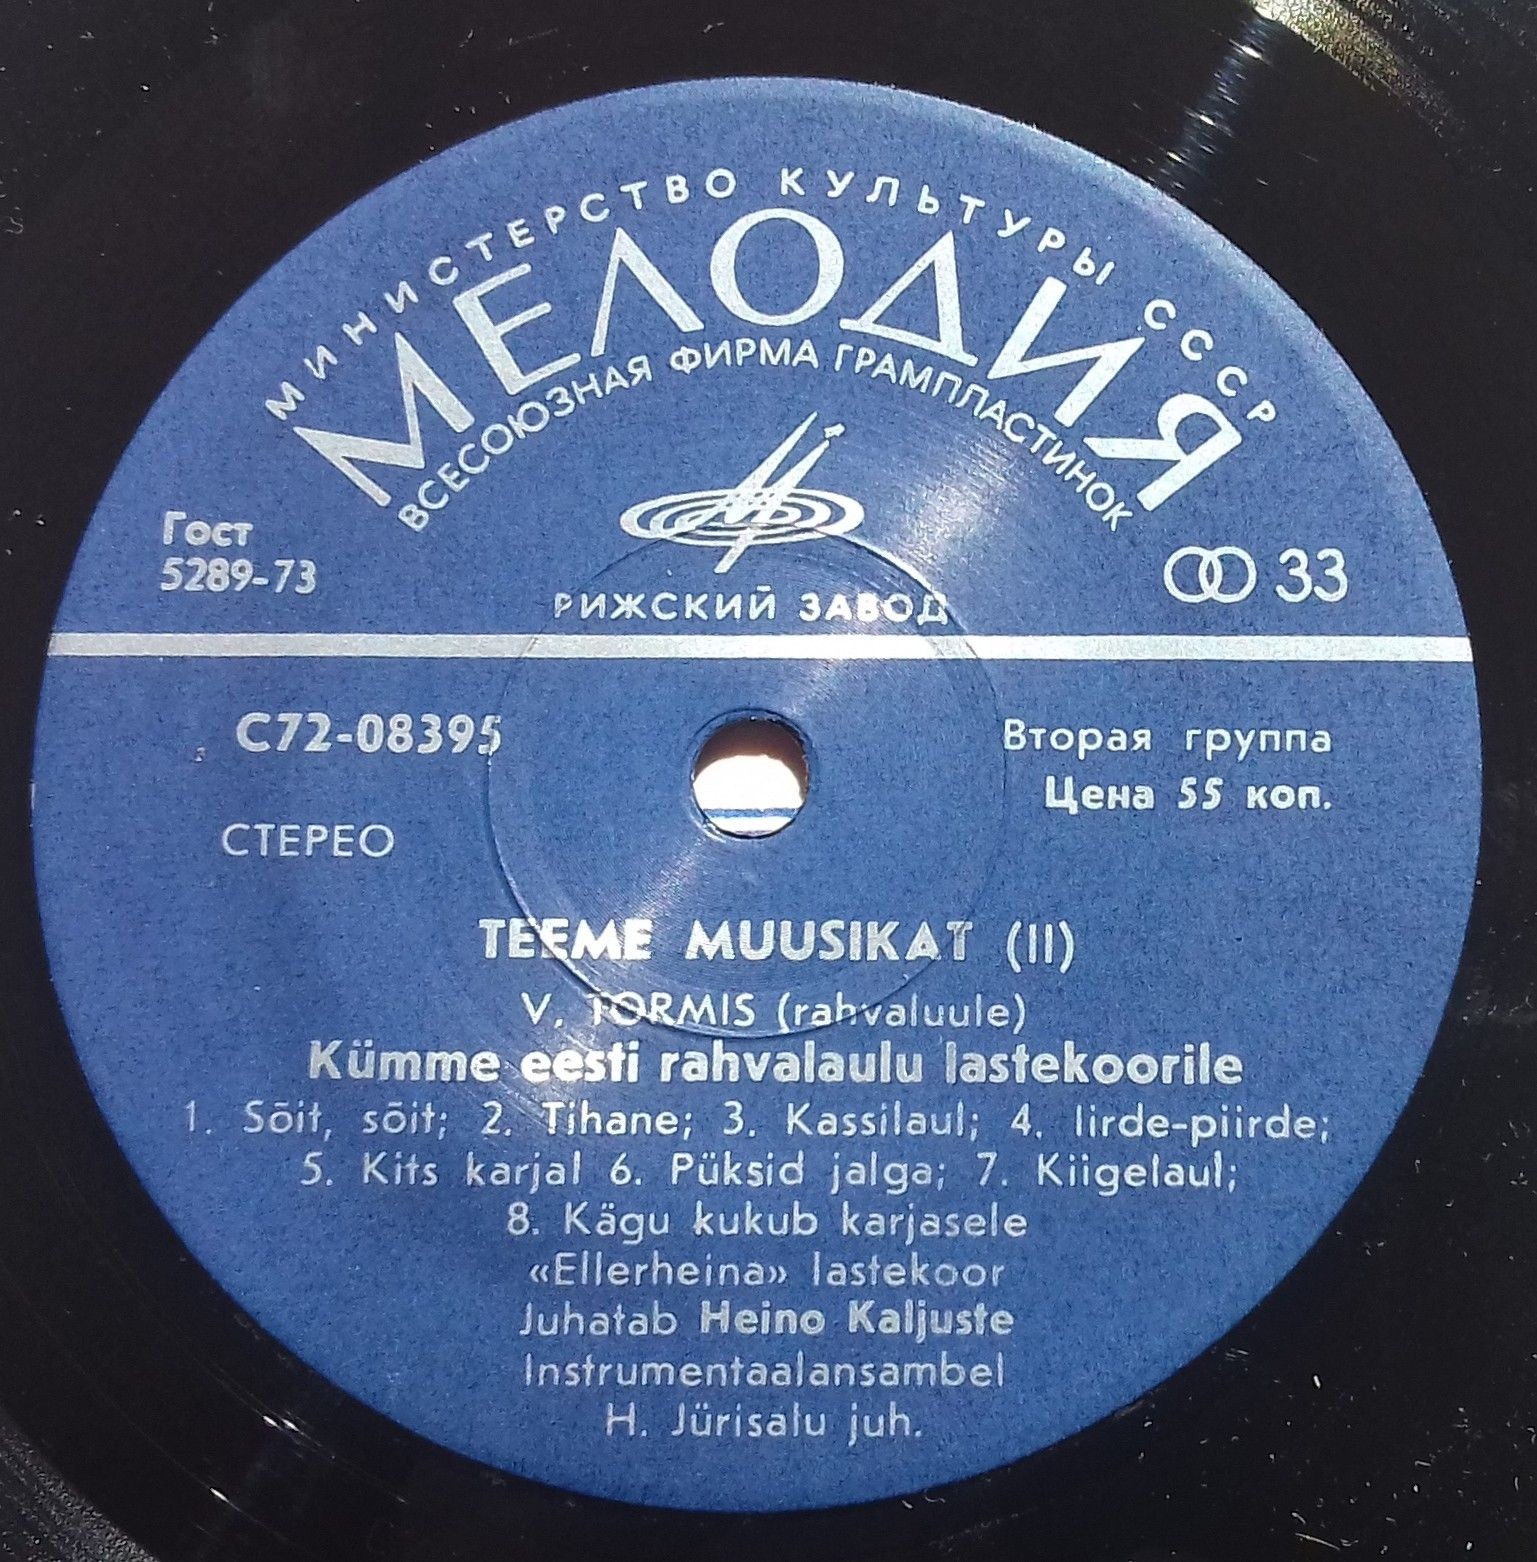 МИНИСТЕРСТВО КУЛЬТУРЫ СССР
МЕЛОДИЯ
ВСЕСОЮЗНАЯ ФИРМА ГРАМПЛАСТИНОК
Гост
5289-73
33
РИЖСКИЙ ЗАВОД
С72-08395
Вторая группа
Цена 55 коп.
СТЕРЕО
TEEME MUUSIKAT (II)
V. TORMIS (rahvaluule)
Kümme eesti rahvalaulu lastekoorile
1. Sõit, sõit; 2. Tihane; 3. Kassilaul; 4. Iirde-piirde;
5. Kits karjal 6. Püksid jalga; 7. Kiigelaul;
8. Kägu kukub karjasele
«Ellerheina» lastekoor
Juhatab Heino Kaljuste
Instrumentaalansambel
H. Jürisalu juh.